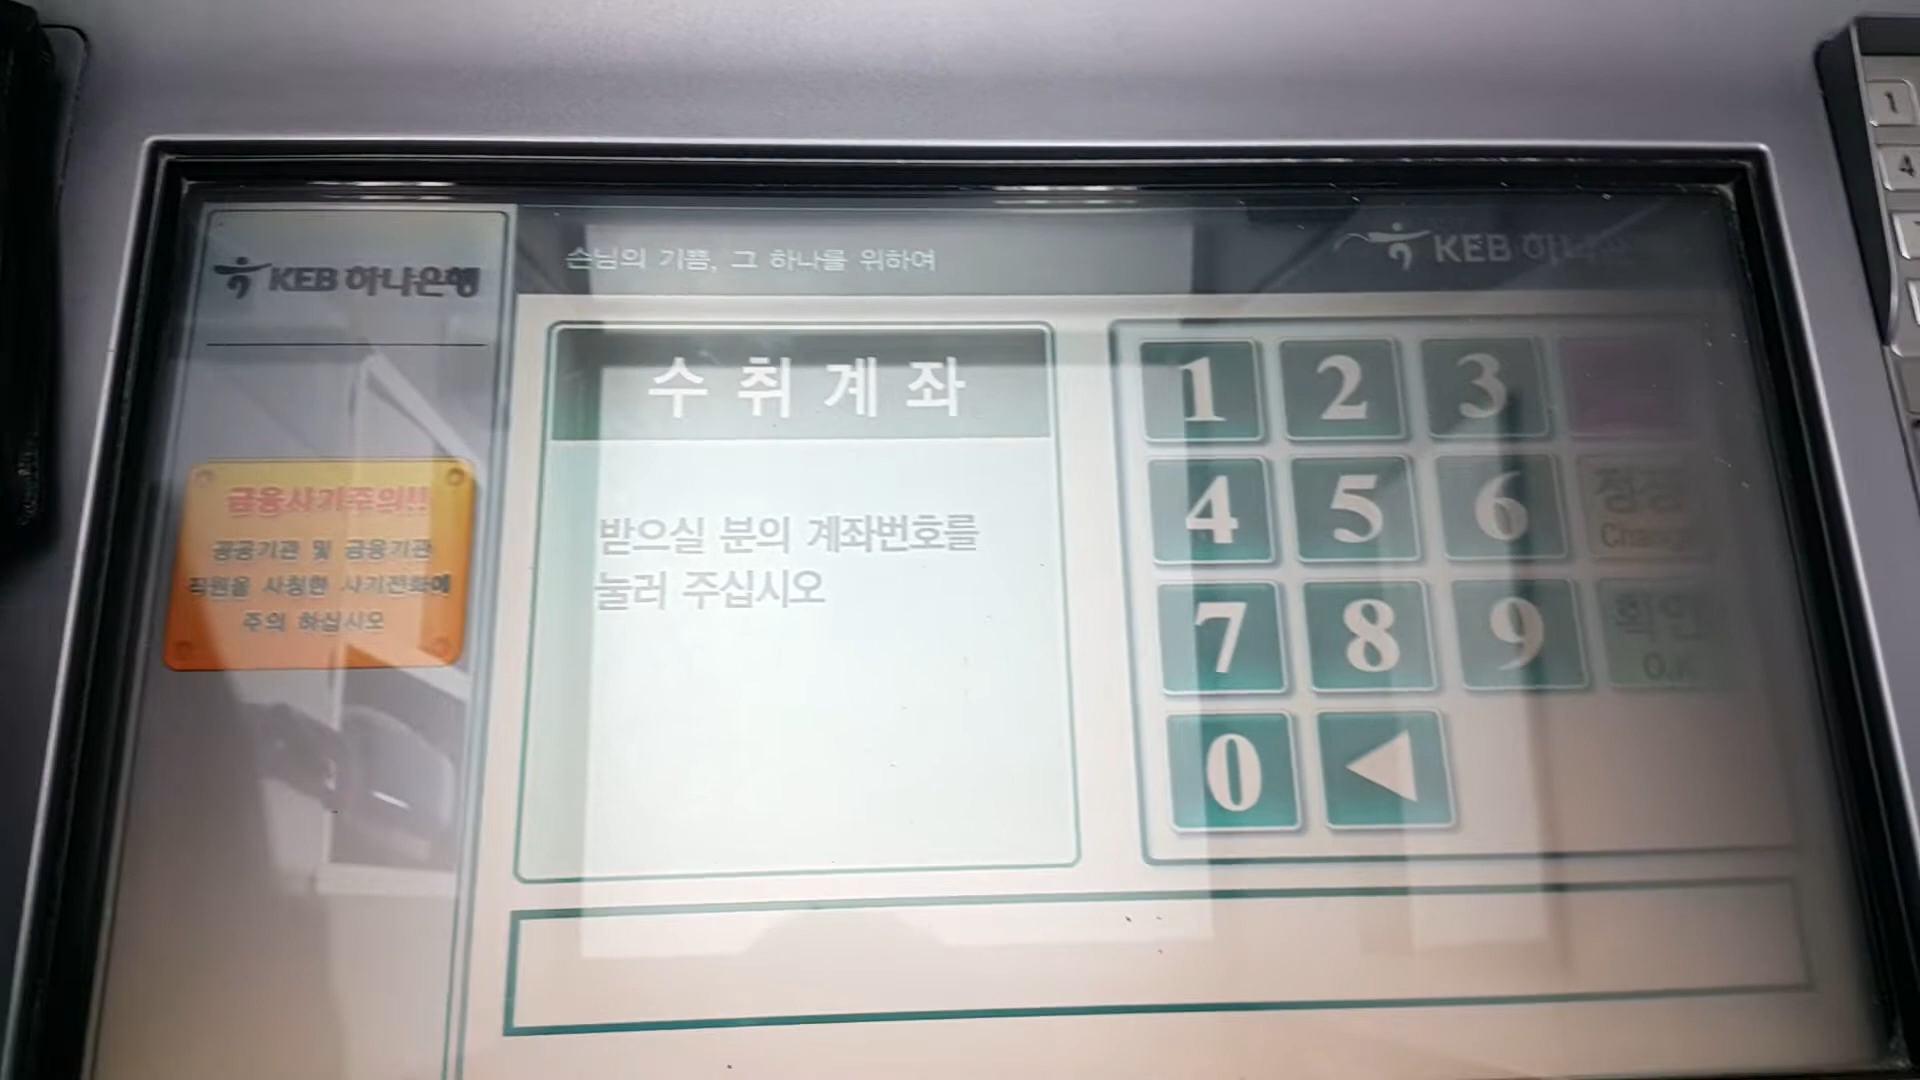 KEB 하나은행
손님의 기쁨, 그 하나를 위하여
KEB 하나은
금융사기주의!!
공공기관 및 금융기관
직원을 사칭한 사기전화에
주의 하십시오
수취계좌
받으실 분의 계좌번호를
눌러 주십시오
1 2 3
4 5 6 정정
Change
7 8 9 확인
O.K
0
1
4